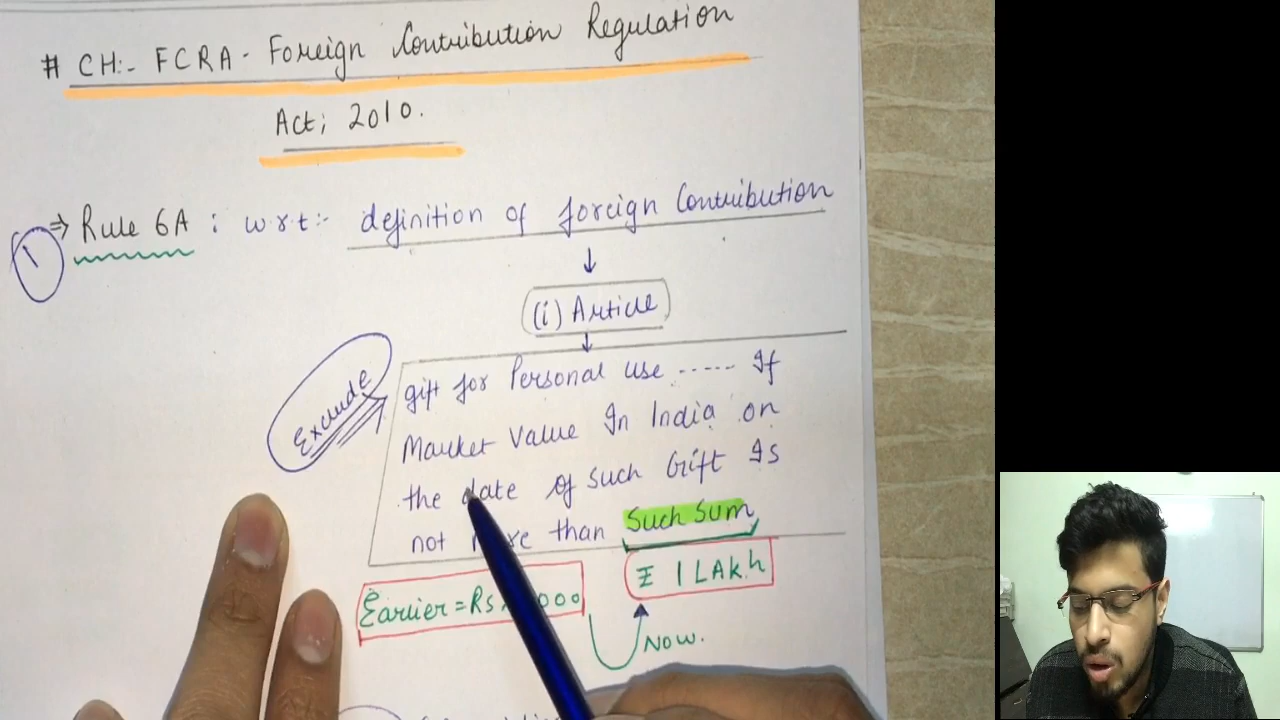 # CH:- FCRA - Foreign Contribution Regulation
Act; 2010.
1 ⇒ Rule 6A : w.r.t:- definition of foreign Contribution
↓
(i) Article
↓
Exclude
gift for Personal use ----- If
Market Value In India on
the date of such Gift Is
not than Such Sum
Earlier = Rs ₹ 1 LAKh
Now.